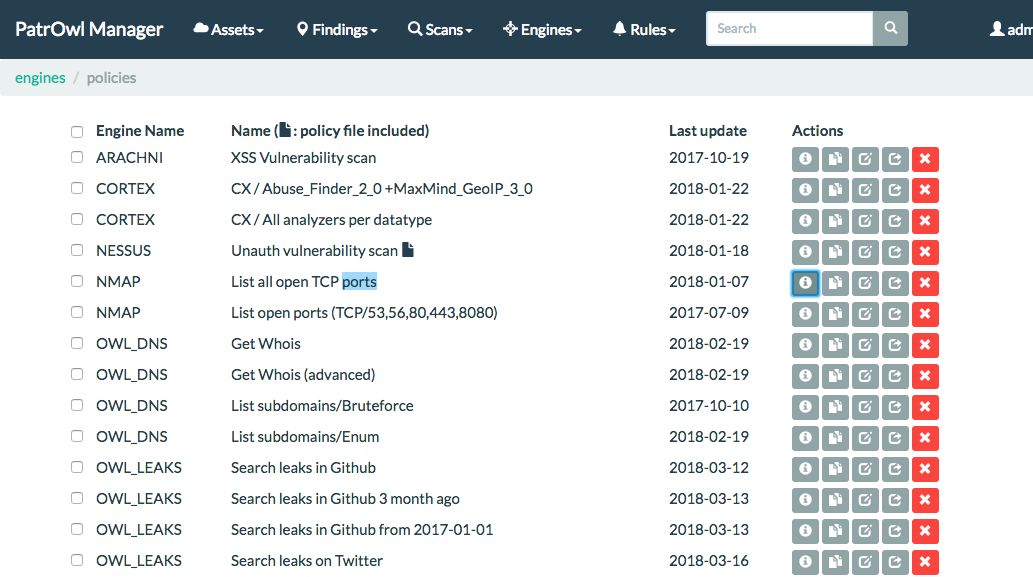 PatrOwl Manager Assets Findings Scans Engines Rules Search adm
engines / policies
Engine Name Name ( : policy file included) Last update Actions
ARACHNI XSS Vulnerability scan 2017-10-19
CORTEX CX / Abuse_Finder_2_0 +MaxMind_GeoIP_3_0 2018-01-22
CORTEX CX / All analyzers per datatype 2018-01-22
NESSUS Unauth vulnerability scan 2018-01-18
NMAP List all open TCP ports 2018-01-07
NMAP List open ports (TCP/53,56,80,443,8080) 2017-07-09
OWL_DNS Get Whois 2018-02-19
OWL_DNS Get Whois (advanced) 2018-02-19
OWL_DNS List subdomains/Bruteforce 2017-10-10
OWL_DNS List subdomains/Enum 2018-02-19
OWL_LEAKS Search leaks in Github 2018-03-12
OWL_LEAKS Search leaks in Github 3 month ago 2018-03-13
OWL_LEAKS Search leaks in Github from 2017-01-01 2018-03-13
OWL_LEAKS Search leaks on Twitter 2018-03-16